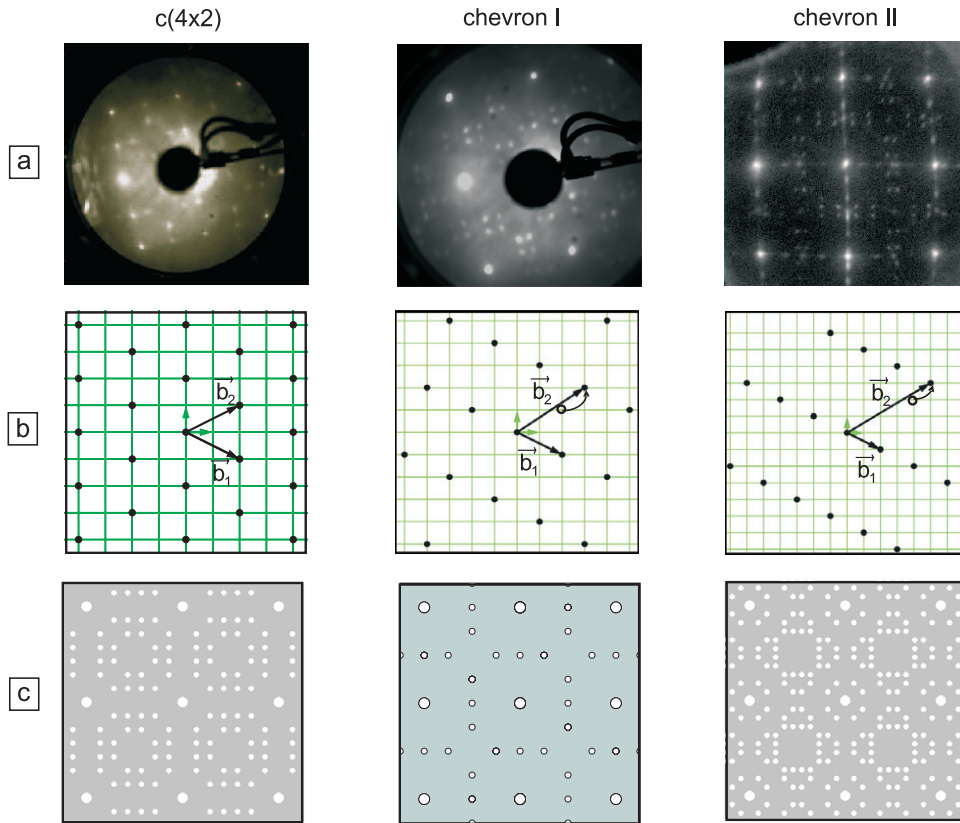 c(4x2) chevron I chevron II
a
b
b₂ b₂ b₂
b₁ b₁ b₁
c